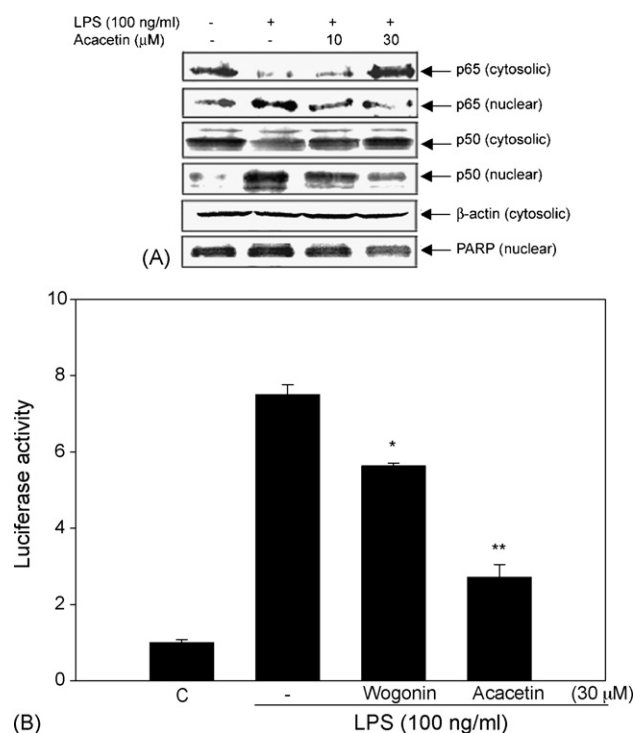 LPS (100 ng/ml) - + + +
Acacetin (μM) - - 10 30
p65 (cytosolic)
p65 (nuclear)
p50 (cytosolic)
p50 (nuclear)
β-actin (cytosolic)
PARP (nuclear)
(A)
10
8
6
4
2
0
Luciferase activity
*
**
C - Wogonin Acacetin (30 μM)
LPS (100 ng/ml)
(B)